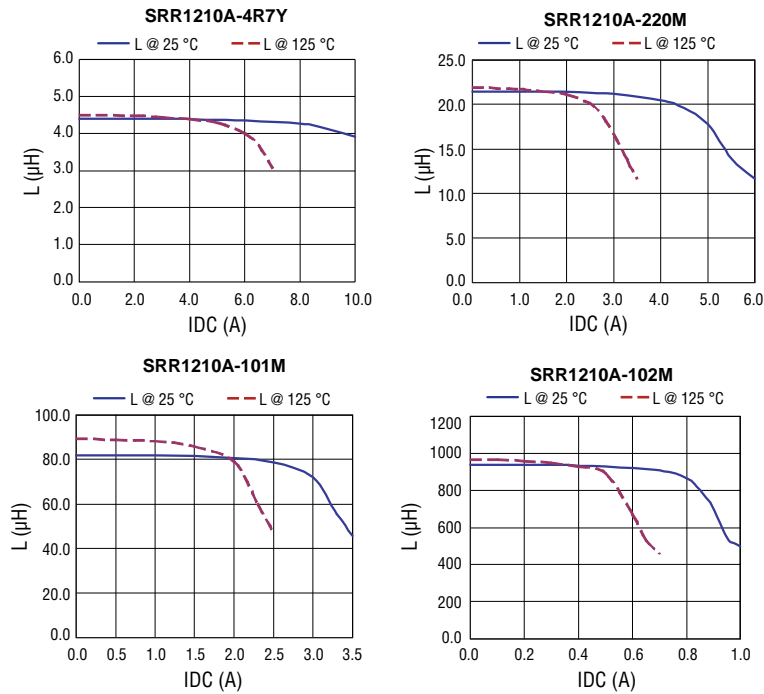 SRR1210A-4R7Y
L @ 25 °C L @ 125 °C
6.0
5.0
4.0
3.0
2.0
1.0
0.0
L (µH)
0.0 2.0 4.0 6.0 8.0 10.0
IDC (A)
SRR1210A-220M
L @ 25 °C L @ 125 °C
25.0
20.0
15.0
10.0
5.0
0.0
L (µH)
0.0 1.0 2.0 3.0 4.0 5.0 6.0
IDC (A)
SRR1210A-101M
L @ 25 °C L @ 125 °C
100.0
80.0
60.0
40.0
20.0
0.0
L (µH)
0.0 0.5 1.0 1.5 2.0 2.5 3.0 3.5
IDC (A)
SRR1210A-102M
L @ 25 °C L @ 125 °C
1200
1000
800
600
400
200
0.0
L (µH)
0.0 0.2 0.4 0.6 0.8 1.0
IDC (A)